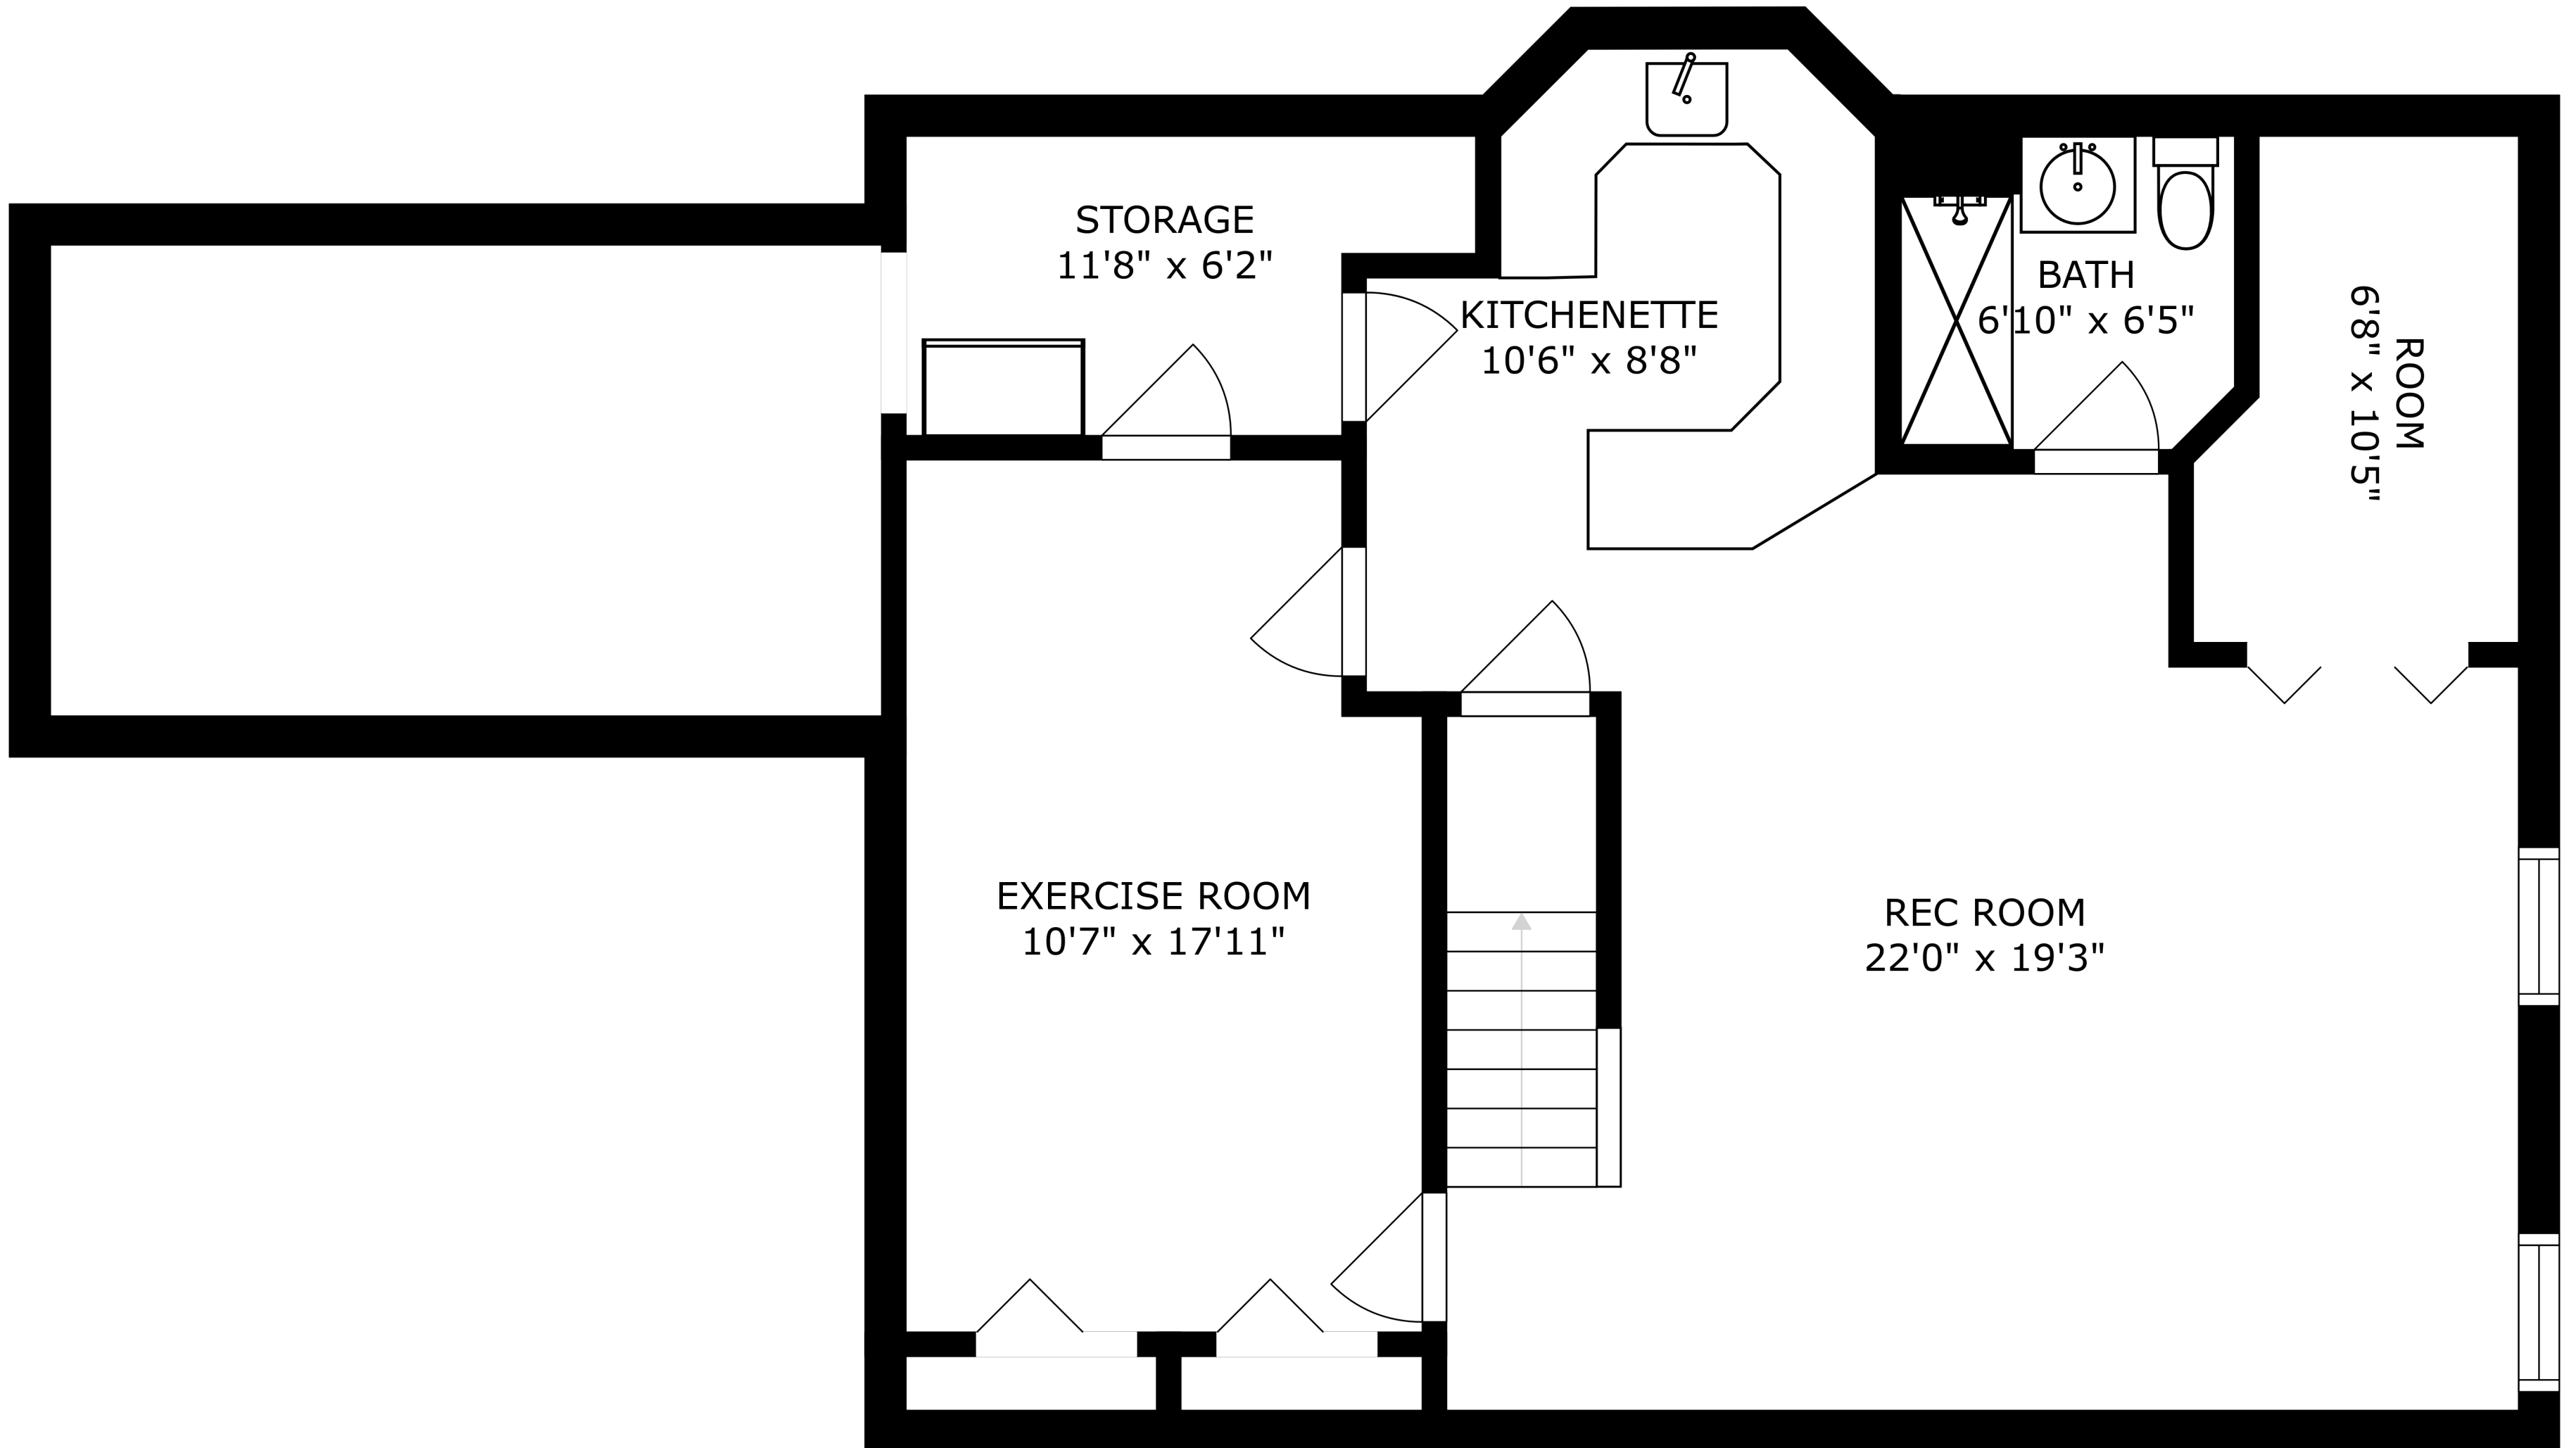 STORAGE
11'8" x 6'2"
KITCHENETTE
10'6" x 8'8"
BATH
6'10" x 6'5"
ROOM
6'8" x 10'5"
EXERCISE ROOM
10'7" x 17'11"
REC ROOM
22'0" x 19'3"